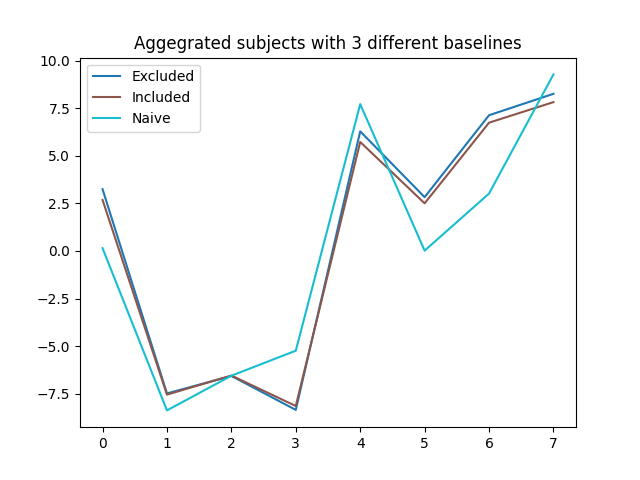 Aggegrated subjects with 3 different baselines
Excluded
Included
Naive
10.0
7.5
5.0
2.5
0.0
−2.5
−5.0
−7.5
0 1 2 3 4 5 6 7